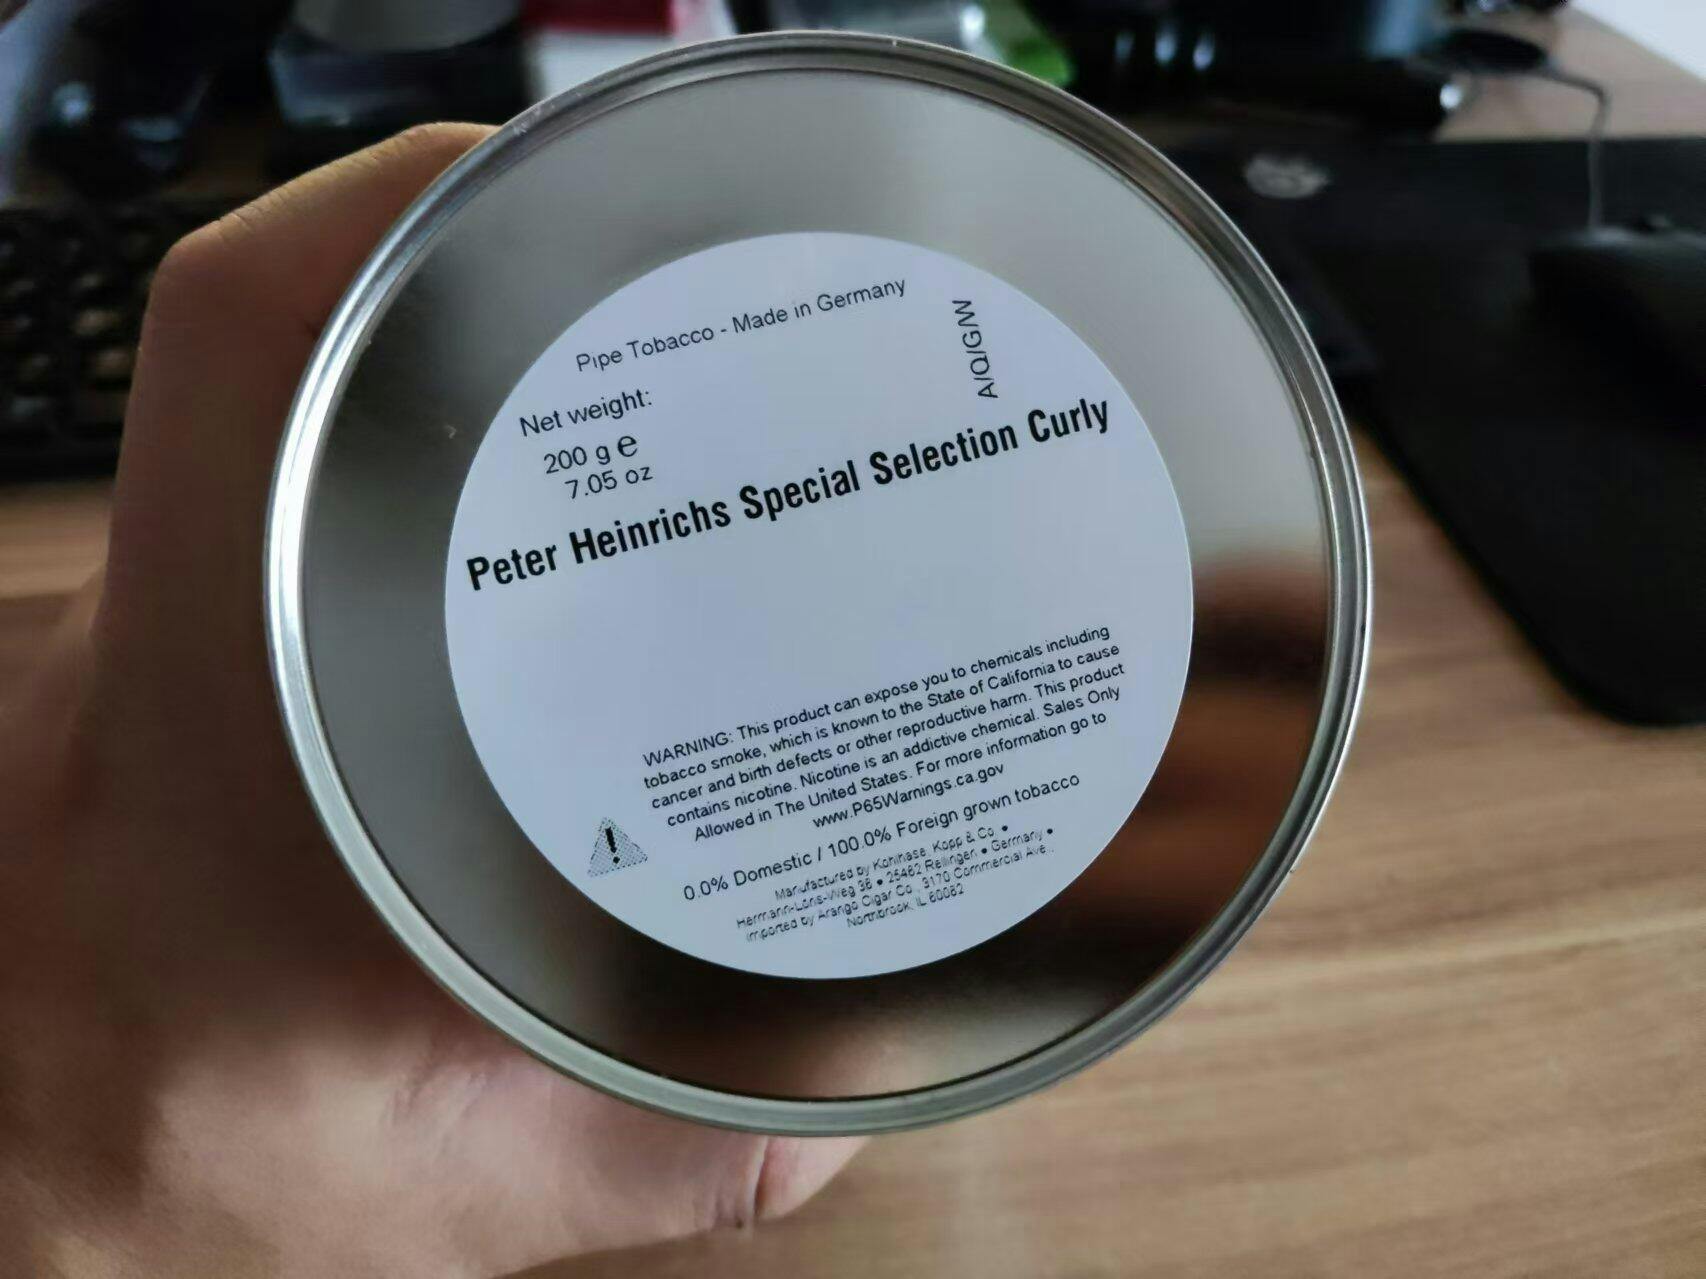 Pipe Tobacco - Made in Germany
A/Q/G/W
Net weight:
200 g e
7.05 oz
Peter Heinrichs Special Selection Curly
WARNING: This product can expose you to chemicals including
tobacco smoke, which is known to the State of California to cause
cancer and birth defects or other reproductive harm. This product
contains nicotine. Nicotine is an addictive chemical. Sales Only
Allowed in The United States. For more information go to
www.P65Warnings.ca.gov
0.0% Domestic / 100.0% Foreign grown tobacco
Manufactured by Kohlhase, Kopp & Co. •
Hermann-Löns-Weg 36 • 25462 Rellingen • Germany •
Imported by Arango Cigar Co., 3170 Commercial Ave.,
Northbrook, IL 60062